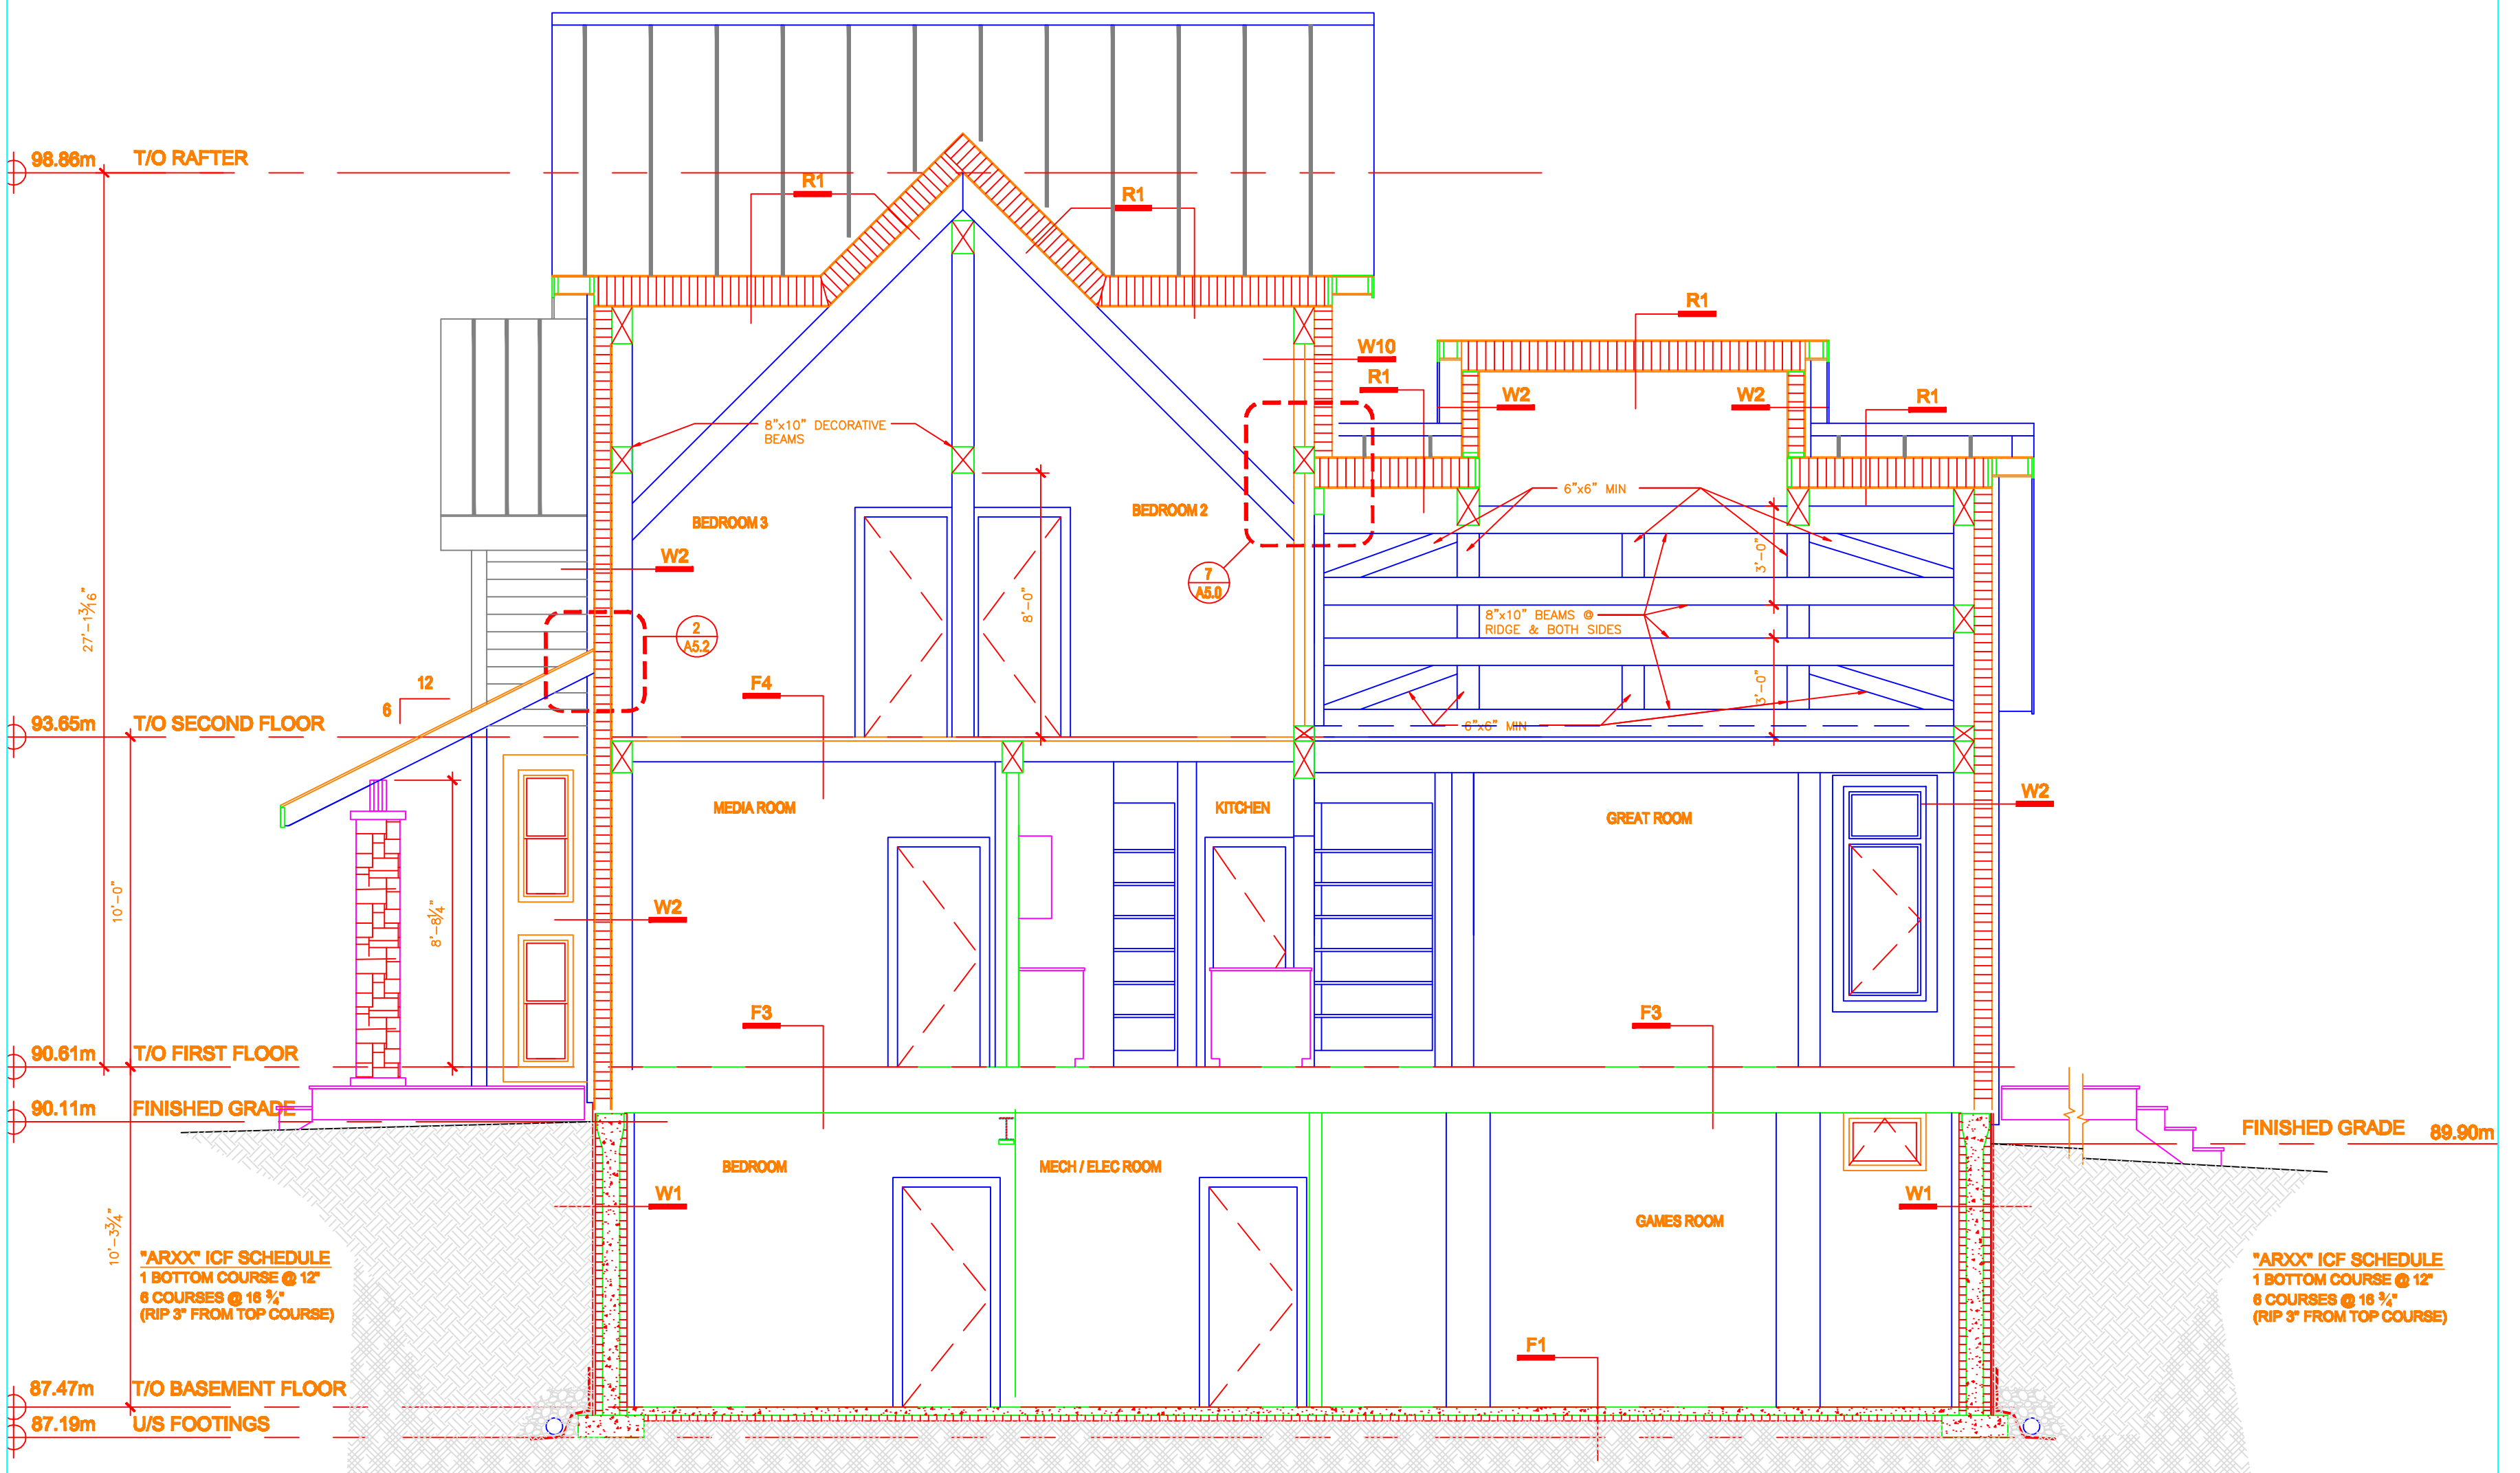 98.86m T/O RAFTER
R1
R1
R1
W10
R1
W2
W2
R1
8"x10" DECORATIVE
BEAMS
6"x6" MIN
BEDROOM 3
BEDROOM 2
W2
7
A5.0
3'-0"
8'-0"
27'-1 3/16"
8"x10" BEAMS @
RIDGE & BOTH SIDES
2
A5.2
12
6
F4
3'-0"
93.65m T/O SECOND FLOOR
6"x6" MIN
W2
MEDIA ROOM
KITCHEN
GREAT ROOM
10'-0"
8'-8 1/4"
W2
F3
F3
90.61m T/O FIRST FLOOR
90.11m FINISHED GRADE
FINISHED GRADE 89.90m
BEDROOM
MECH / ELEC ROOM
W1
W1
GAMES ROOM
10'-3 3/4"
"ARXX" ICF SCHEDULE
1 BOTTOM COURSE @ 12"
6 COURSES @ 16 3/4"
(RIP 3" FROM TOP COURSE)
"ARXX" ICF SCHEDULE
1 BOTTOM COURSE @ 12"
6 COURSES @ 16 3/4"
(RIP 3" FROM TOP COURSE)
F1
87.47m T/O BASEMENT FLOOR
87.19m U/S FOOTINGS